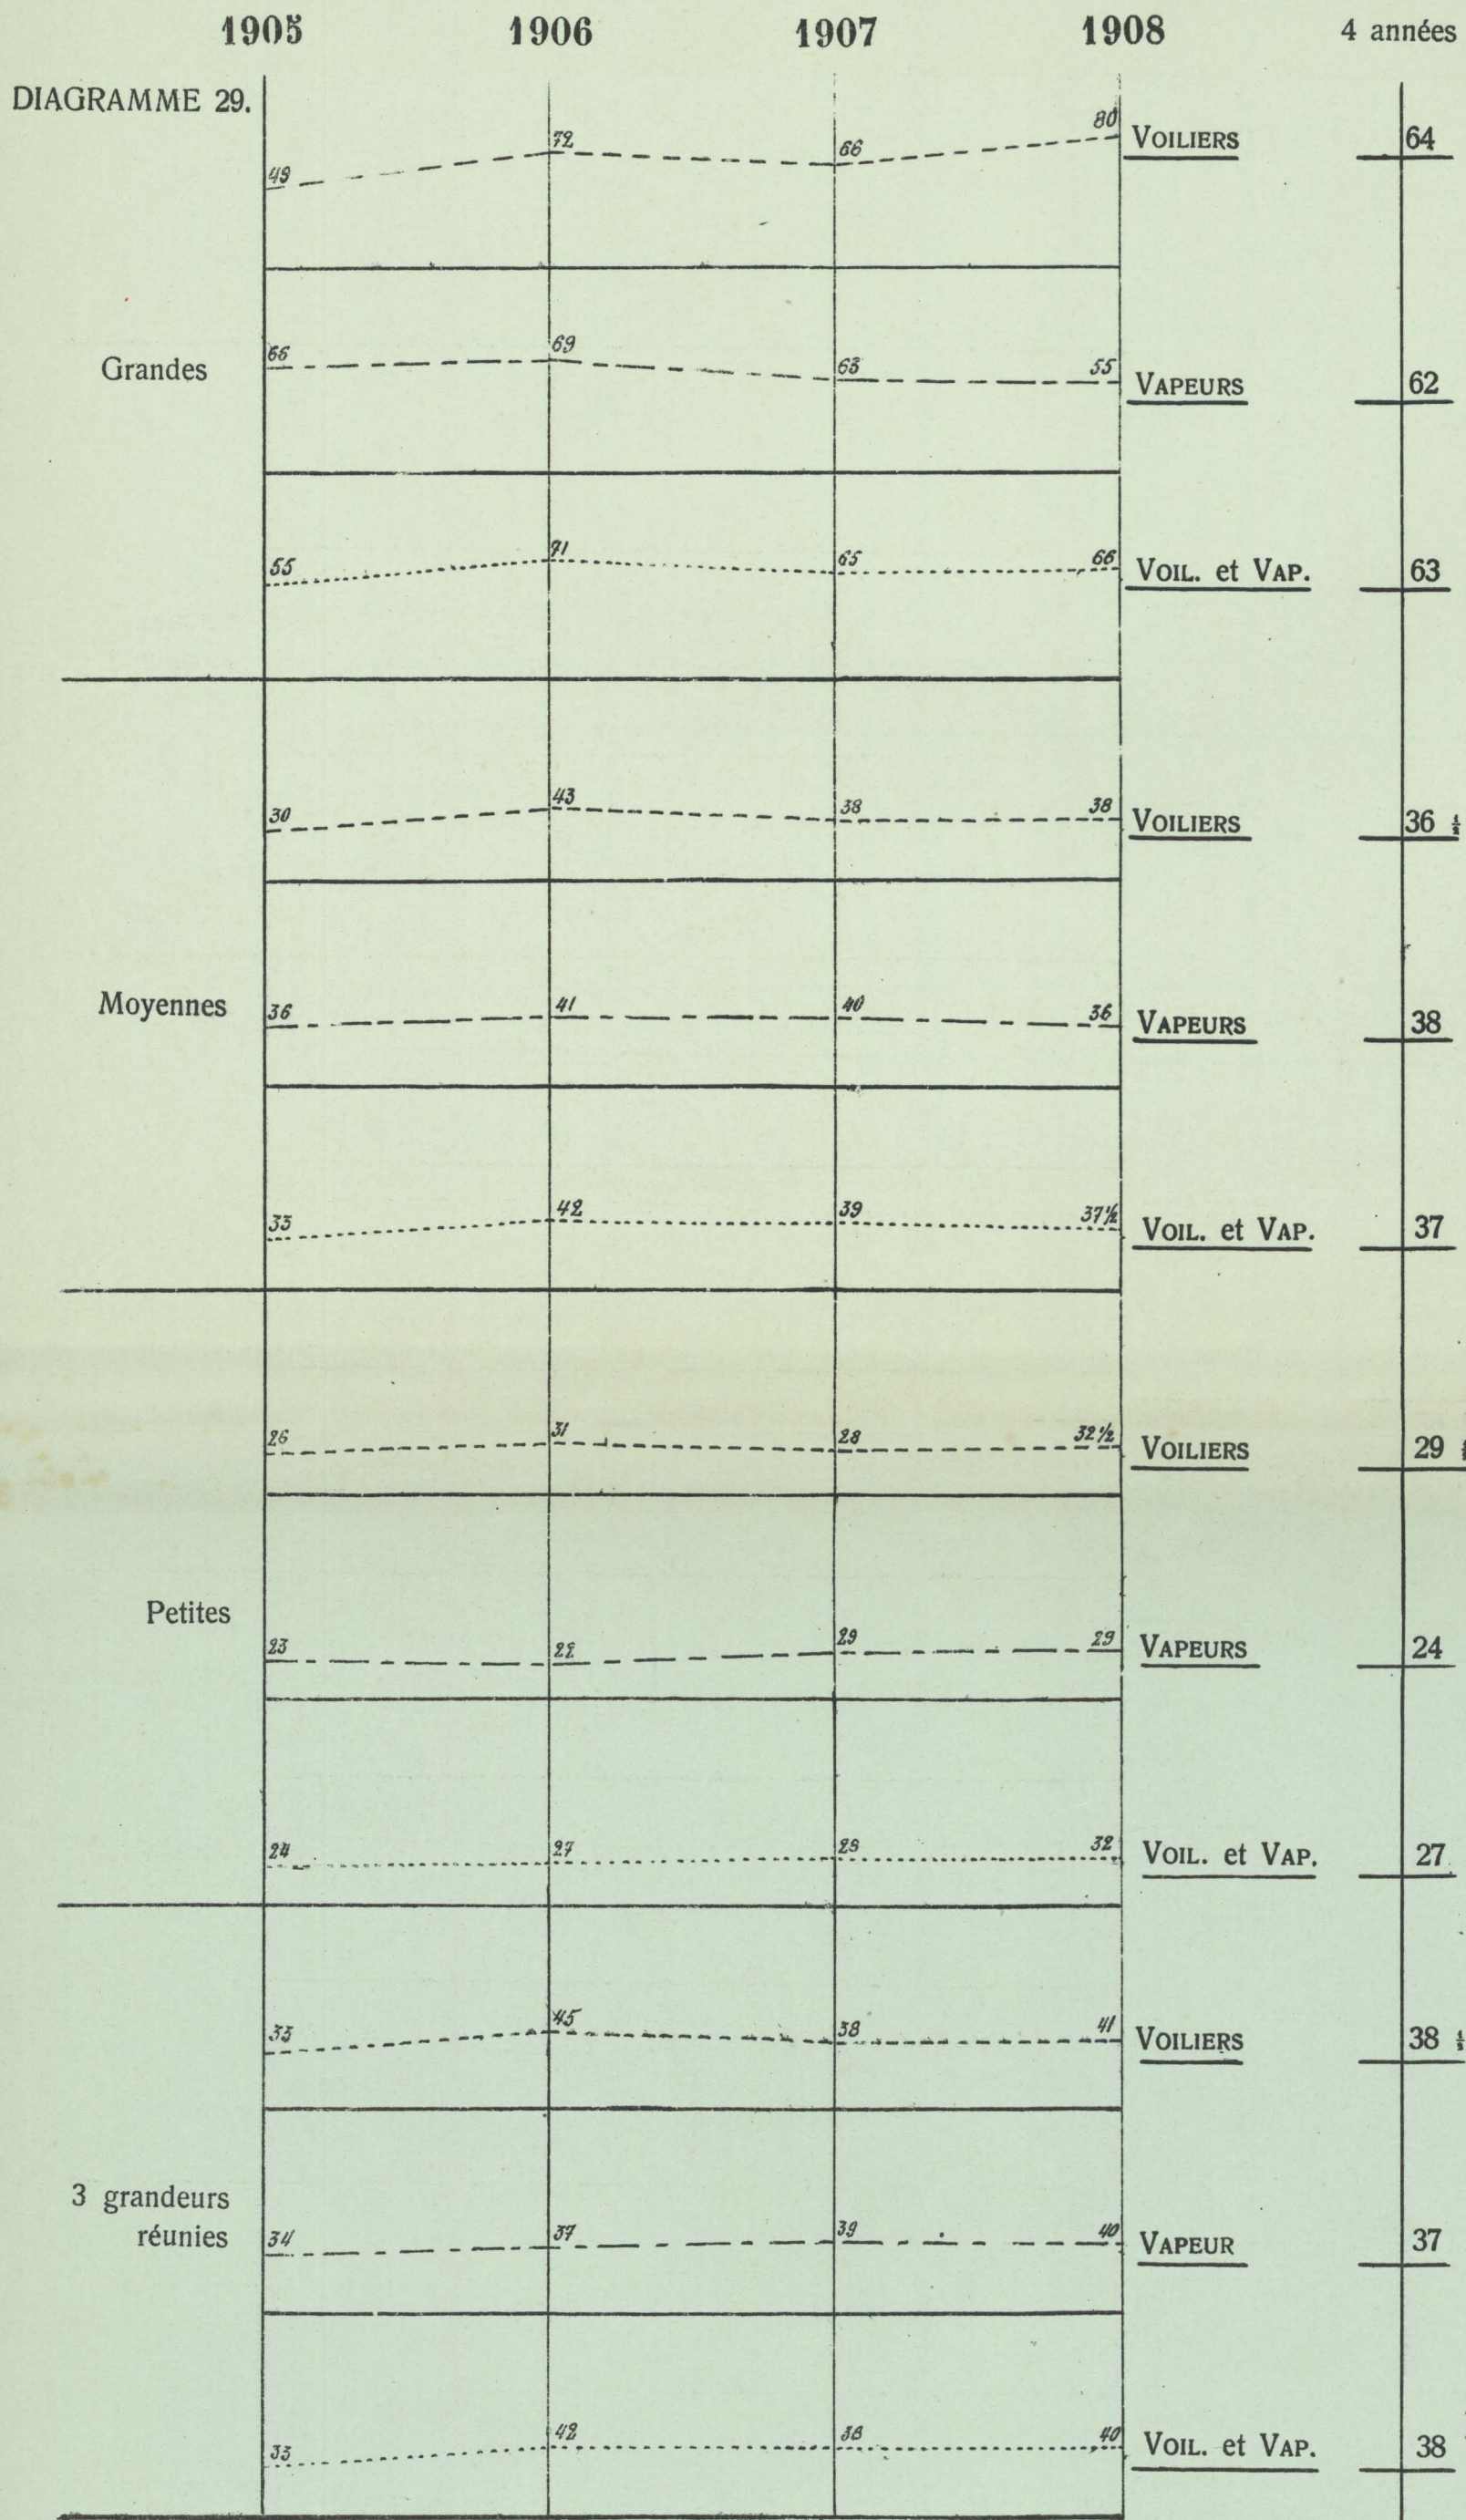 1905 1906 1907 1908 4 années
DIAGRAMME 29.
49 72 66 80 VOILIERS 64
Grandes 66 69 63 55 VAPEURS 62
55 71 65 66 VOIL. et VAP. 63
30 43 38 38 VOILIERS 36 ½
Moyennes 36 41 40 36 VAPEURS 38
33 42 39 37½ VOIL. et VAP. 37
26 31 28 32½ VOILIERS 29
Petites 23 22 29 29 VAPEURS 24
24 27 28 32 VOIL. et VAP. 27
33 45 38 41 VOILIERS 38 ½
3 grandeurs
réunies 34 37 39 40 VAPEUR 37
33 42 38 40 VOIL. et VAP. 38